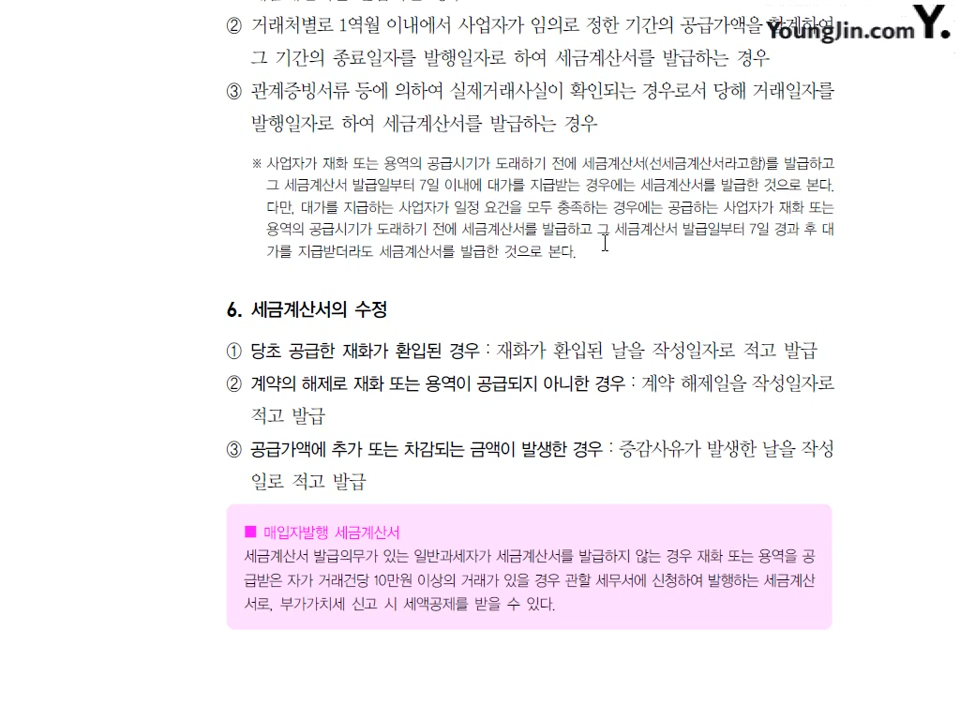 ② 거래처별로 1역월 이내에서 사업자가 임의로 정한 기간의 공급가액을 합계하여
YoungJin.com Y.
그 기간의 종료일자를 발행일자로 하여 세금계산서를 발급하는 경우
③ 관계증빙서류 등에 의하여 실제거래사실이 확인되는 경우로서 당해 거래일자를
발행일자로 하여 세금계산서를 발급하는 경우
※ 사업자가 재화 또는 용역의 공급시기가 도래하기 전에 세금계산서(선세금계산서라고함)를 발급하고
그 세금계산서 발급일부터 7일 이내에 대가를 지급받는 경우에는 세금계산서를 발급한 것으로 본다.
다만, 대가를 지급하는 사업자가 일정 요건을 모두 충족하는 경우에는 공급하는 사업자가 재화 또는
용역의 공급시기가 도래하기 전에 세금계산서를 발급하고 그 세금계산서 발급일부터 7일 경과 후 대
가를 지급받더라도 세금계산서를 발급한 것으로 본다.
6. 세금계산서의 수정
① 당초 공급한 재화가 환입된 경우 : 재화가 환입된 날을 작성일자로 적고 발급
② 계약의 해제로 재화 또는 용역이 공급되지 아니한 경우 : 계약 해제일을 작성일자로
적고 발급
③ 공급가액에 추가 또는 차감되는 금액이 발생한 경우 : 증감사유가 발생한 날을 작성
일로 적고 발급
■ 매입자발행 세금계산서
세금계산서 발급의무가 있는 일반과세자가 세금계산서를 발급하지 않는 경우 재화 또는 용역을 공
급받은 자가 거래건당 10만원 이상의 거래가 있을 경우 관할 세무서에 신청하여 발행하는 세금계산
서로, 부가가치세 신고 시 세액공제를 받을 수 있다.